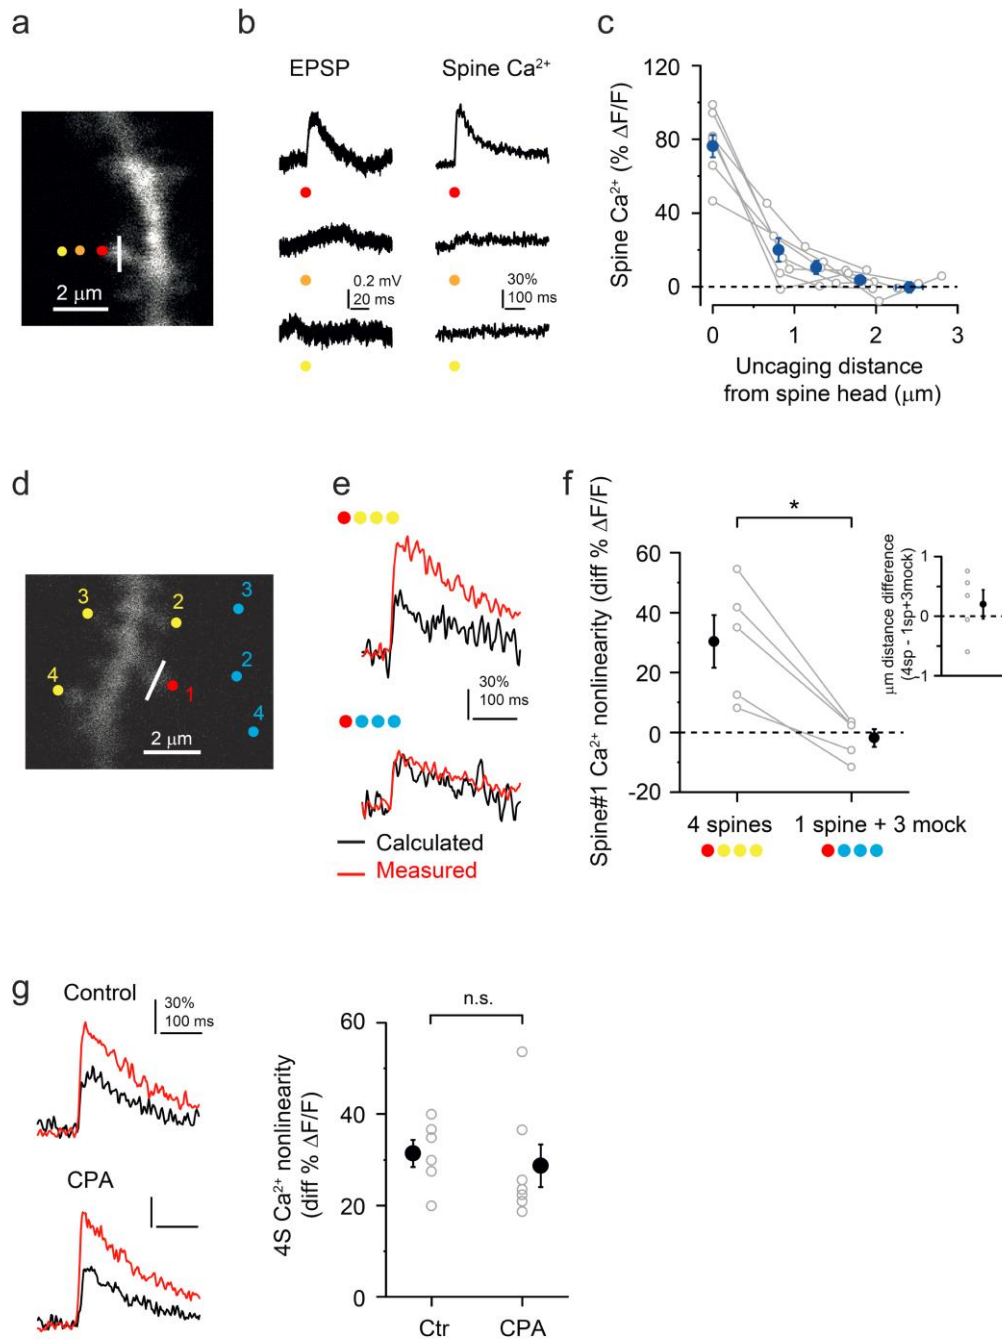 a
2 μm
b
EPSP
Spine Ca²⁺
0.2 mV
20 ms
30%
100 ms
c
Spine Ca²⁺ (% ΔF/F)
120
80
40
0
0
1
2
3
Uncaging distance
from spine head (μm)
d
3
2
4
1
3
2
4
2 μm
e
30%
100 ms
Calculated
Measured
f
Spine#1 Ca²⁺ nonlinearity (diff % ΔF/F)
60
40
20
0
-20
*
4 spines
1 spine + 3 mock
μm distance difference
(4sp - 1sp+3mock)
1
0
-1
g
Control
30%
100 ms
CPA
4S Ca²⁺ nonlinearity
(diff % ΔF/F)
60
40
20
0
n.s.
Ctr
CPA